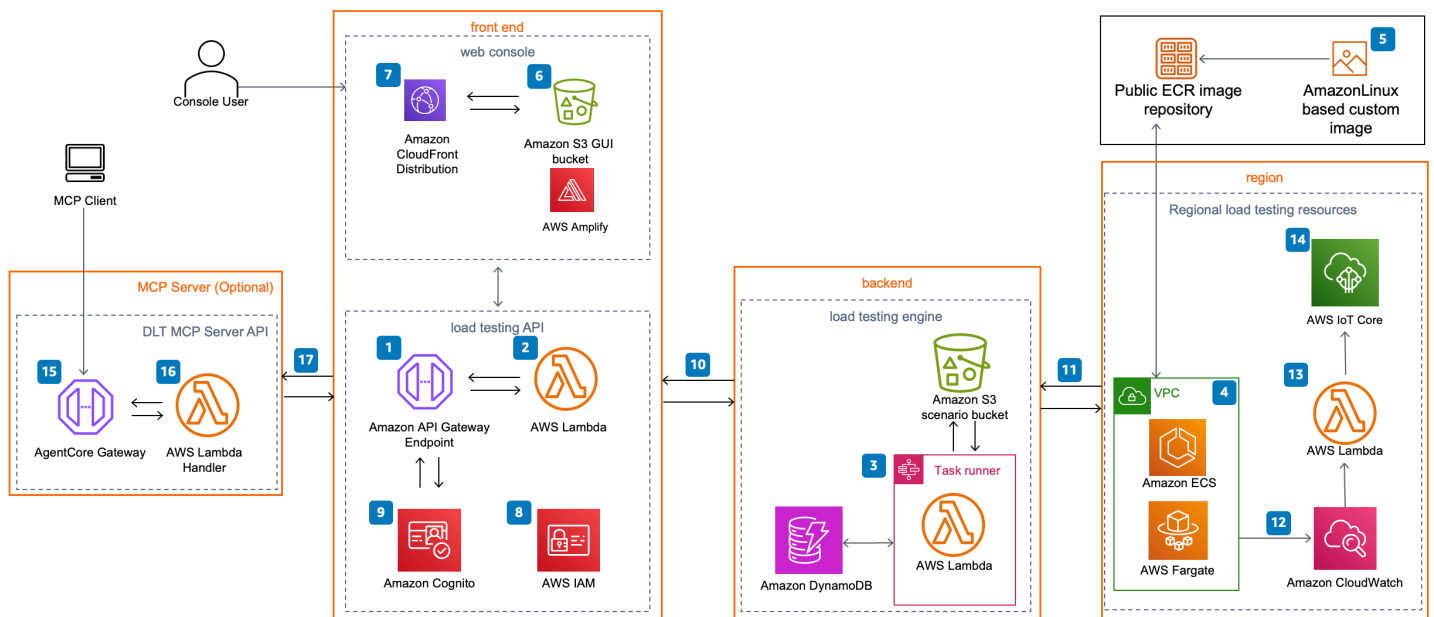 Console User
MCP Client
MCP Server (Optional)
DLT MCP Server API
15
16
AgentCore Gateway
AWS Lambda
Handler
17
front end
web console
7
6
Amazon
CloudFront
Distribution
Amazon S3 GUI
bucket
AWS Amplify
load testing API
1
2
Amazon API Gateway
Endpoint
AWS Lambda
9
8
Amazon Cognito
AWS IAM
10
backend
load testing engine
Amazon S3
scenario bucket
3
Task runner
AWS Lambda
Amazon DynamoDB
11
5
Public ECR image
repository
AmazonLinux
based custom
image
region
Regional load testing resources
14
AWS IoT Core
VPC
4
13
Amazon ECS
AWS Lambda
AWS Fargate
12
Amazon CloudWatch